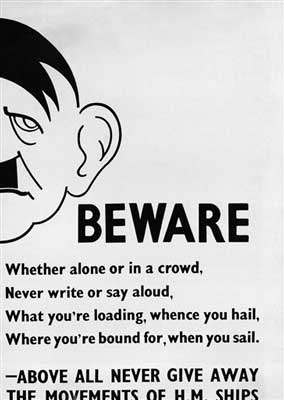 BEWARE
Whether alone or in a crowd,
Never write or say aloud,
What you're loading, whence you hail,
Where you're bound for, when you sail.
—ABOVE ALL NEVER GIVE AWAY
THE MOVEMENTS OF H.M. SHIPS